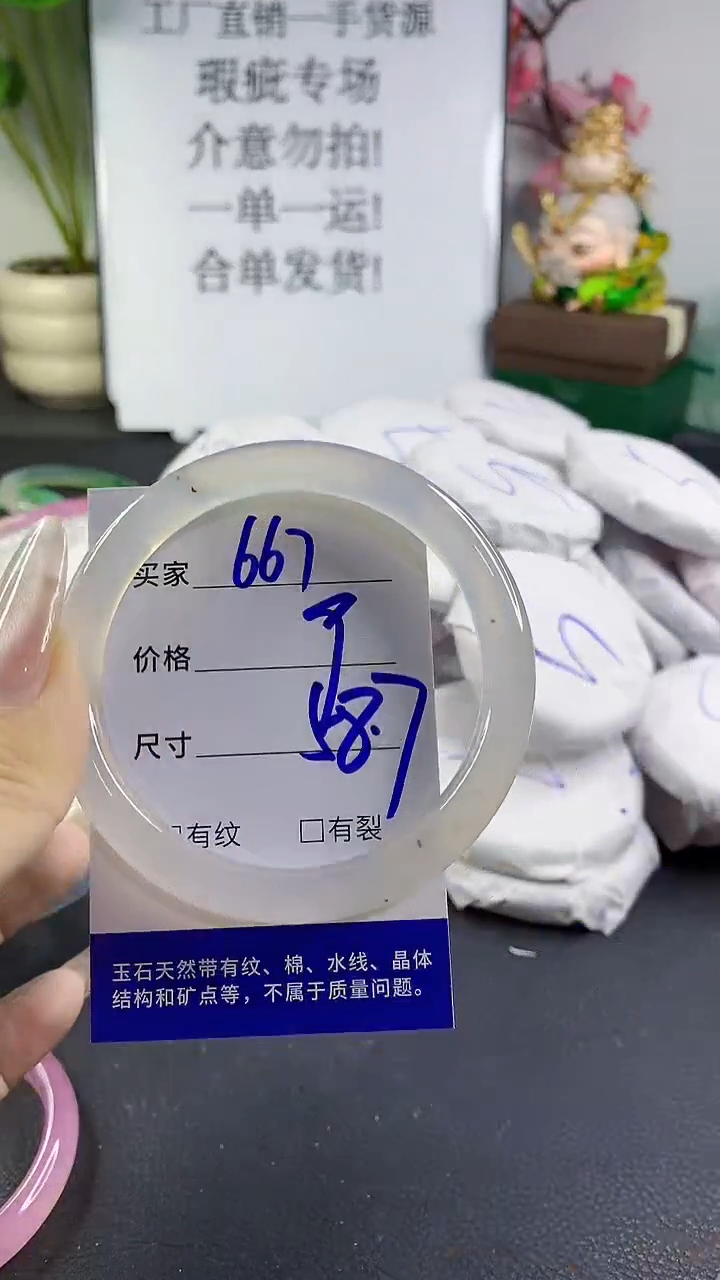 工厂直销一手货源
瑕疵专场
介意勿拍!
一单一运!
合单发货!
买家 667
价格
尺寸 58.7
有纹 □有裂
玉石天然带有纹、棉、水线、晶体
结构和矿点等，不属于质量问题。